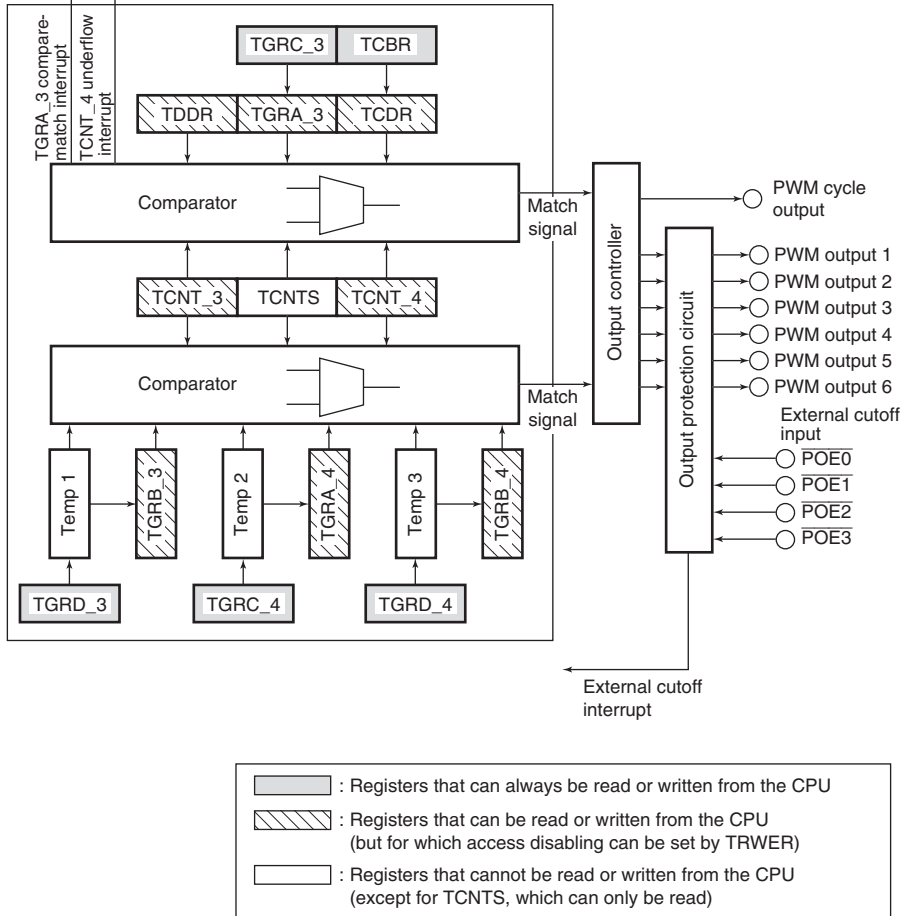 TGRA_3 compare-
match interrupt
TCNT_4 underflow
interrupt
TGRC_3
TCBR
TDDR
TGRA_3
TCDR
Comparator
Match
signal
PWM cycle
output
TCNT_3
TCNTS
TCNT_4
Output controller
Output protection circuit
PWM output 1
PWM output 2
PWM output 3
PWM output 4
PWM output 5
PWM output 6
Comparator
Match
signal
External cutoff
input
POE0
POE1
POE2
POE3
Temp 1
TGRB_3
Temp 2
TGRA_4
Temp 3
TGRB_4
TGRD_3
TGRC_4
TGRD_4
External cutoff
interrupt
: Registers that can always be read or written from the CPU
: Registers that can be read or written from the CPU
(but for which access disabling can be set by TRWER)
: Registers that cannot be read or written from the CPU
(except for TCNTS, which can only be read)